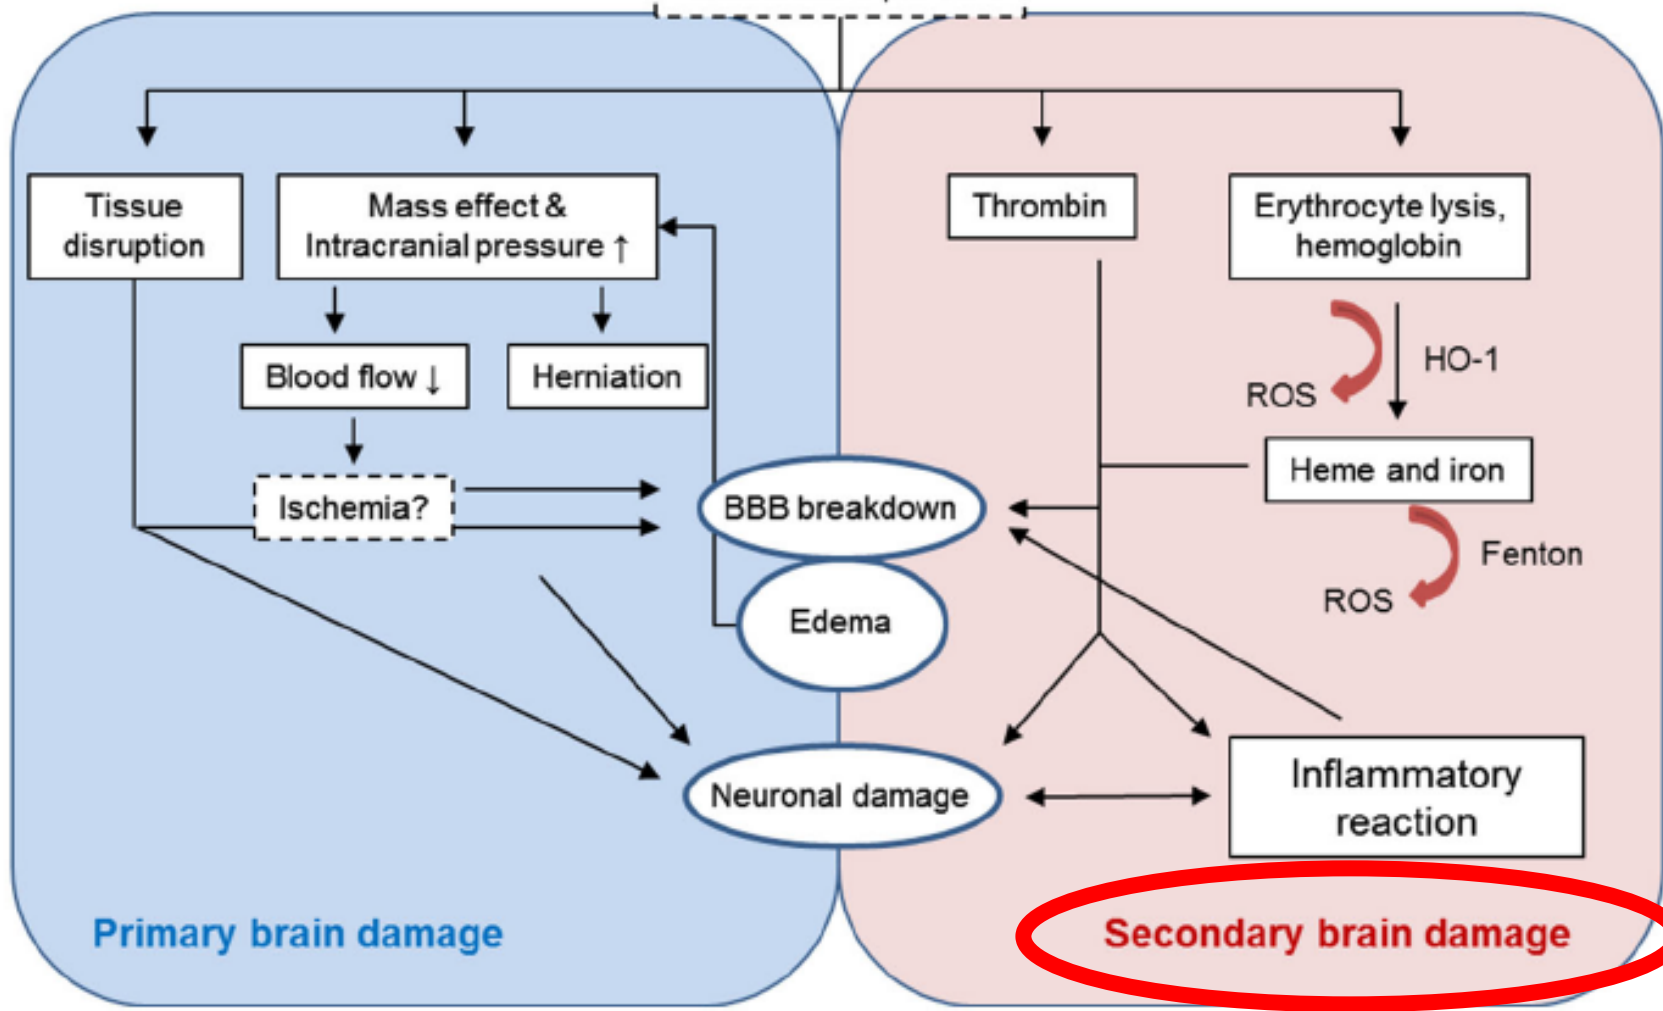 Tissue
disruption
Mass effect &
Intracranial pressure ↑
Thrombin
Erythrocyte lysis,
hemoglobin
Blood flow ↓
Herniation
HO-1
ROS
Ischemia?
BBB breakdown
Heme and iron
Fenton
ROS
Edema
Neuronal damage
Inflammatory
reaction
Primary brain damage
Secondary brain damage